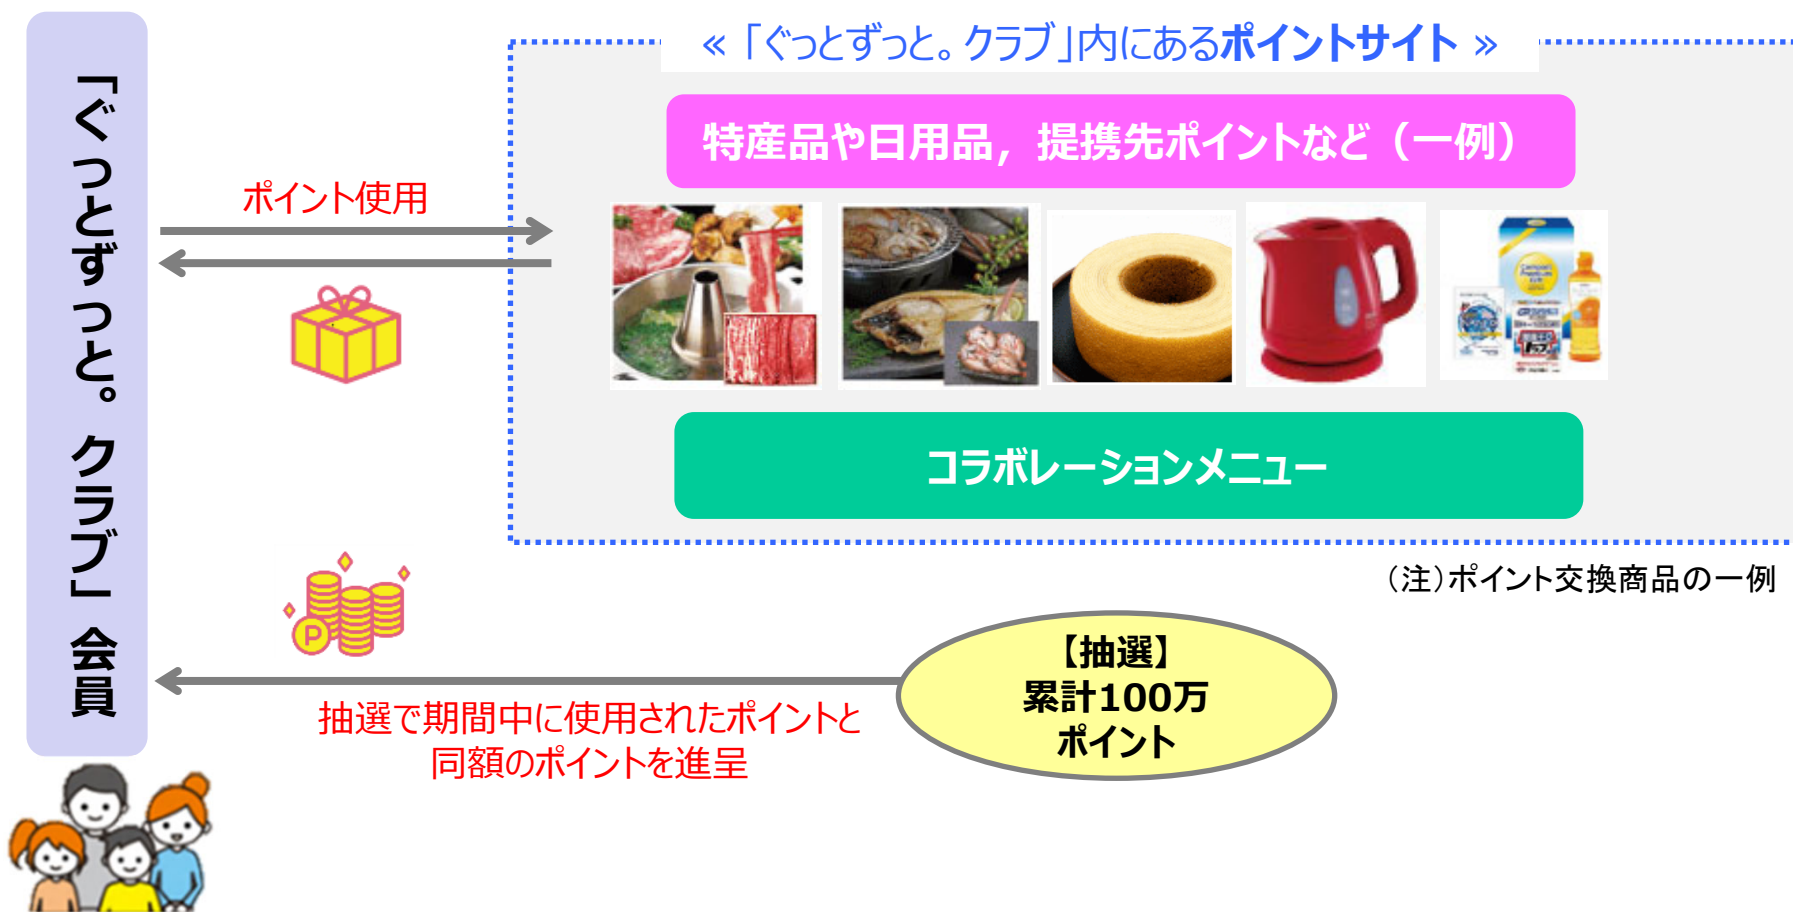 「ぐっとずっと。クラブ」会員
«「ぐっとずっと。クラブ」内にあるポイントサイト »
特産品や日用品，提携先ポイントなど（一例）
ポイント使用
コラボレーションメニュー
（注）ポイント交換商品の一例
P
【抽選】
累計100万
ポイント
抽選で期間中に使用されたポイントと
同額のポイントを進呈